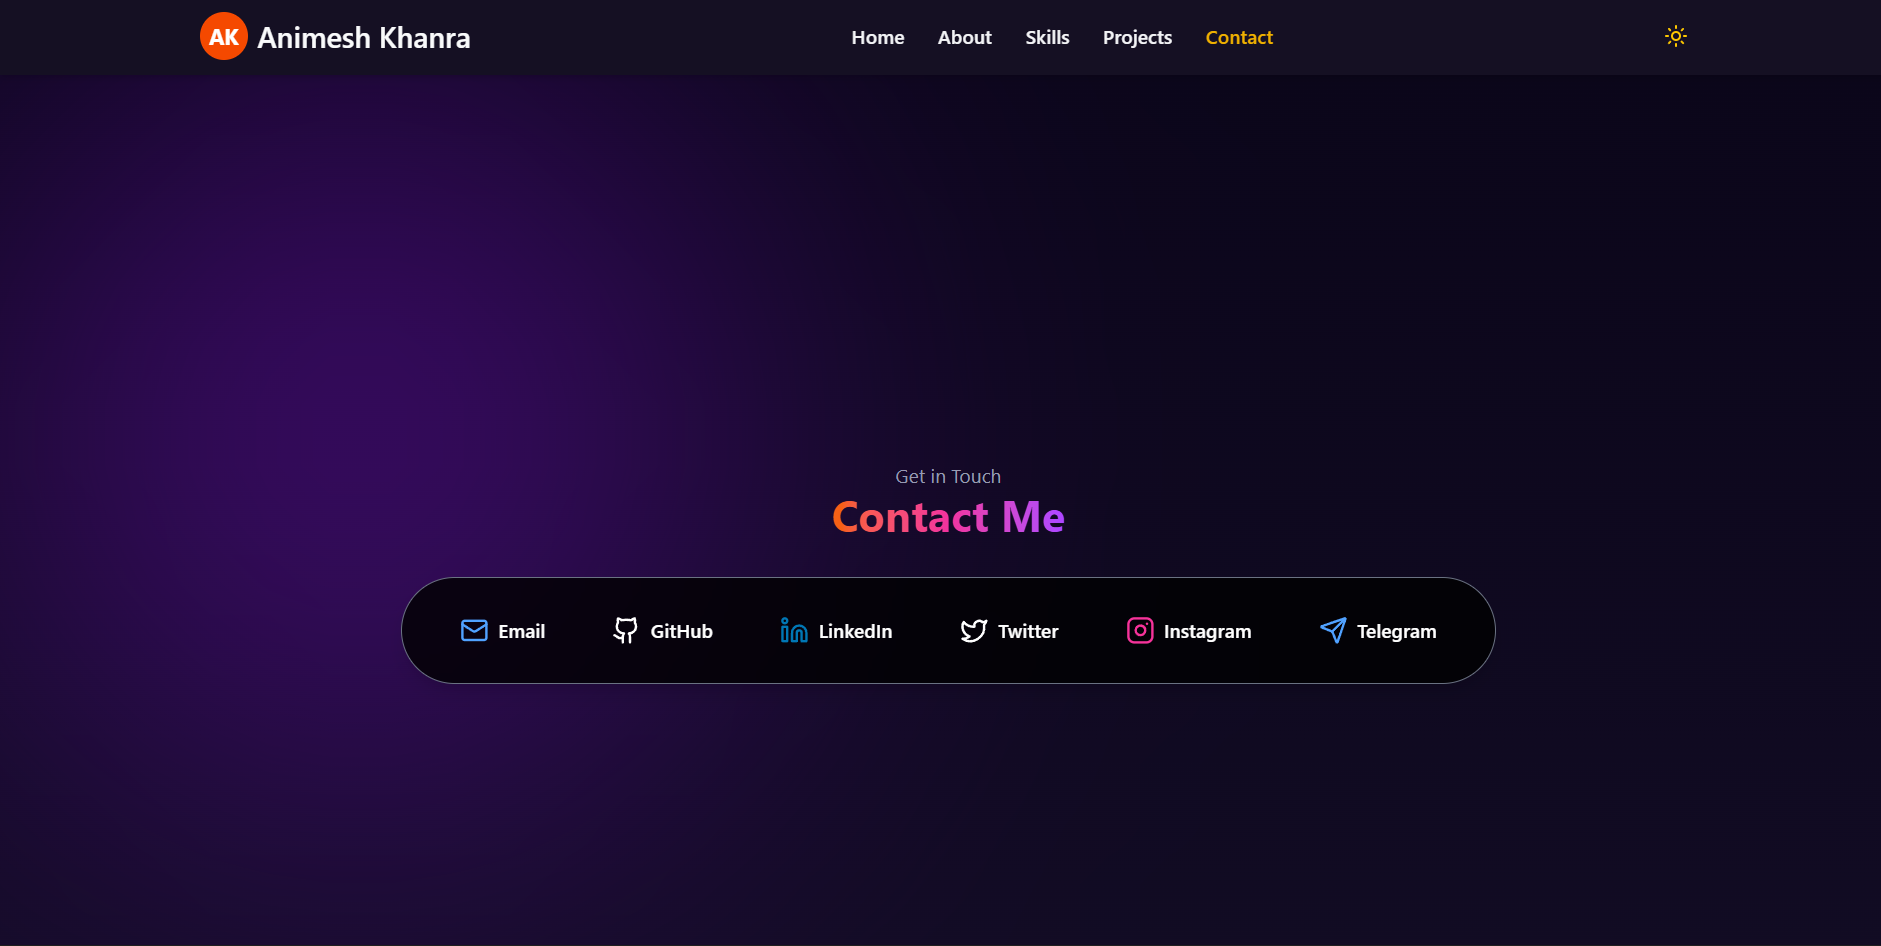 AK Animesh Khanra Home About Skills Projects Contact
Get in Touch
Contact Me
Email GitHub LinkedIn Twitter Instagram Telegram